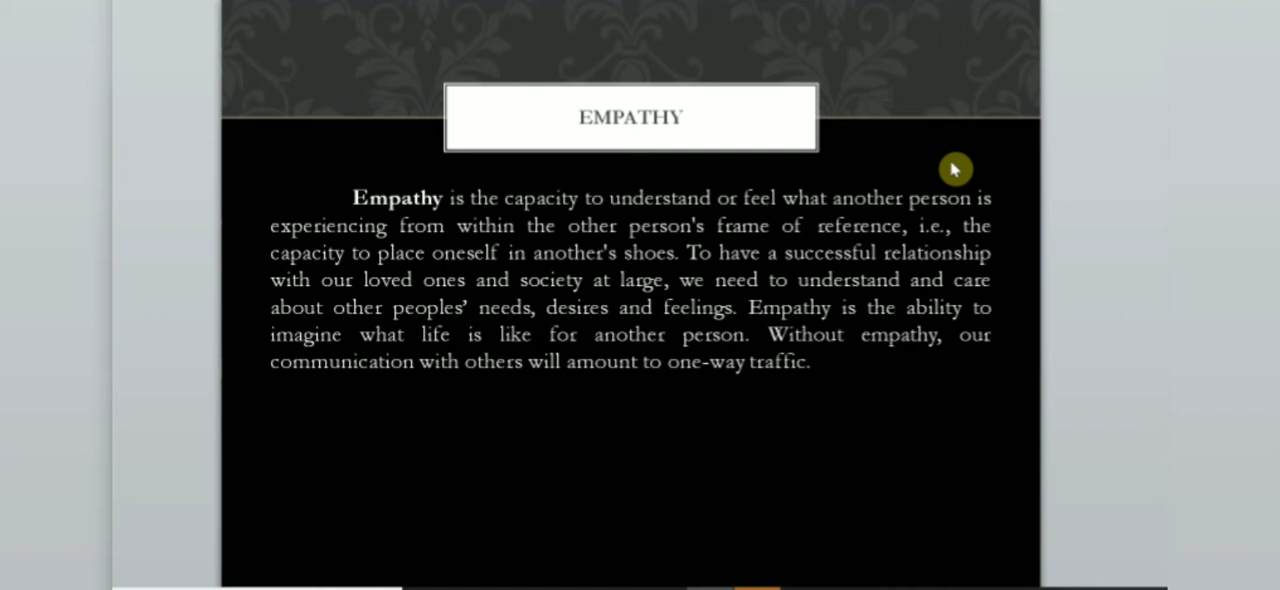 EMPATHY
Empathy is the capacity to understand or feel what another person is
experiencing from within the other person's frame of reference, i.e., the
capacity to place oneself in another's shoes. To have a successful relationship
with our loved ones and society at large, we need to understand and care
about other peoples’ needs, desires and feelings. Empathy is the ability to
imagine what life is like for another person. Without empathy, our
communication with others will amount to one-way traffic.